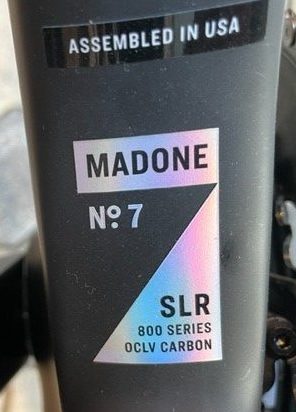 ASSEMBLED IN USA
MADONE
Nº 7
SLR
800 SERIES
OCLV CARBON